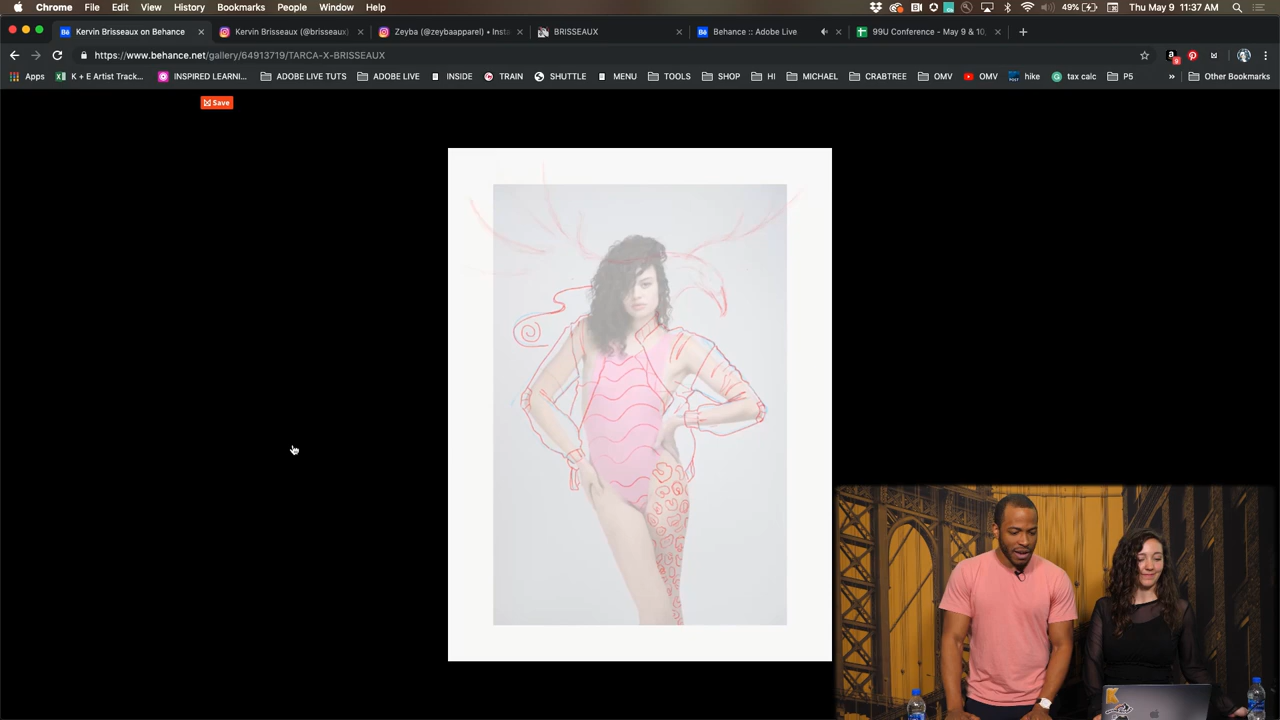 Chrome File Edit View History Bookmarks People Window Help 49% Thu May 9 11:37 AM
Kervin Brisseaux on Behance Kervin Brisseaux (@brisseaux) Zeyba (@zeybaapparel) • Insta BRISSEAUX Behance :: Adobe Live 99U Conference - May 9 & 10,
https://www.behance.net/gallery/64913719/TARCA-X-BRISSEAUX
Apps K + E Artist Track... INSPIRED LEARNI... ADOBE LIVE TUTS ADOBE LIVE INSIDE TRAIN SHUTTLE MENU TOOLS SHOP HI MICHAEL CRABTREE OMV OMV hike tax calc P5 » Other Bookmarks
Save